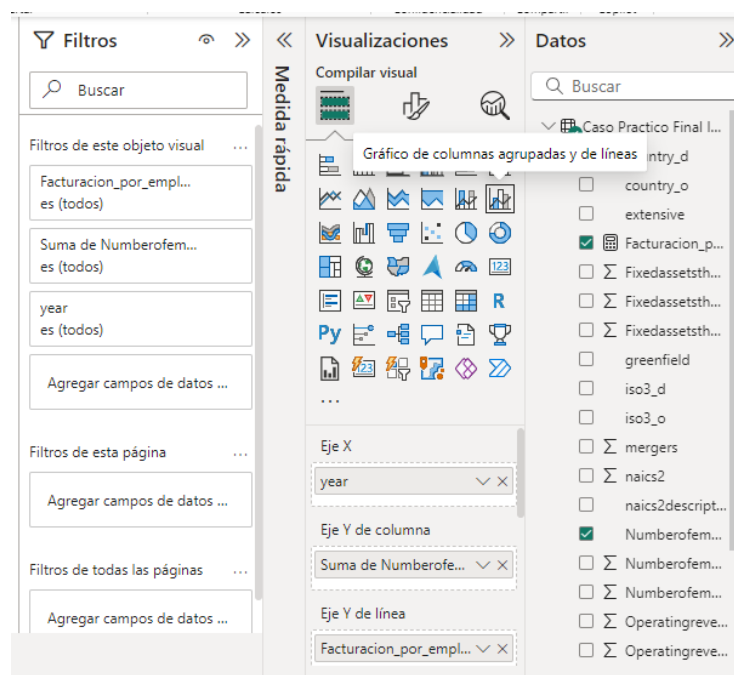 Filtros
Buscar
Filtros de este objeto visual
...
Facturacion_por_empl...
es (todos)
Suma de Numberofem...
es (todos)
year
es (todos)
Agregar campos de datos ...
Filtros de esta página
...
Agregar campos de datos ...
Filtros de todas las páginas
...
Agregar campos de datos ...
Medida rápida
Visualizaciones
Compilar visual
Gráfico de columnas agrupadas y de líneas
123
R
Py
123
...
Eje X
year
Eje Y de columna
Suma de Numberofe...
Eje Y de línea
Facturacion_por_empl...
Datos
Buscar
Caso Practico Final I...
country_o
extensive
Facturacion_p...
Σ Fixedassetsth...
Σ Fixedassetsth...
Σ Fixedassetsth...
greenfield
iso3_d
iso3_o
Σ mergers
Σ naics2
naics2descript...
Numberofem...
Σ Numberofem...
Σ Numberofem...
Σ Operatingreve...
Σ Operatingreve...